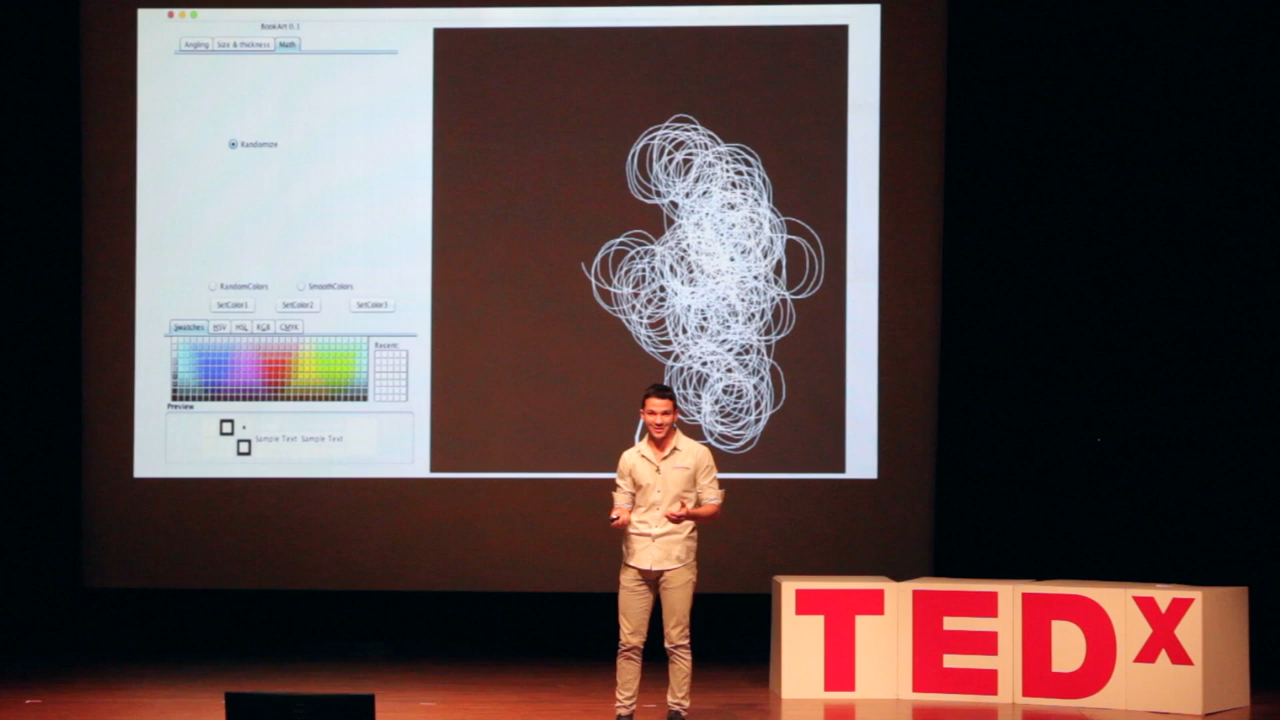 BookArt 0.1
Angling Size & thickness Math
Randomize
RandomColors SmoothColors
SetColor1 SetColor2 SetColor3
Swatches HSV HSL RGB CMYK
Recent:
Preview
Sample Text Sample Text
TEDx